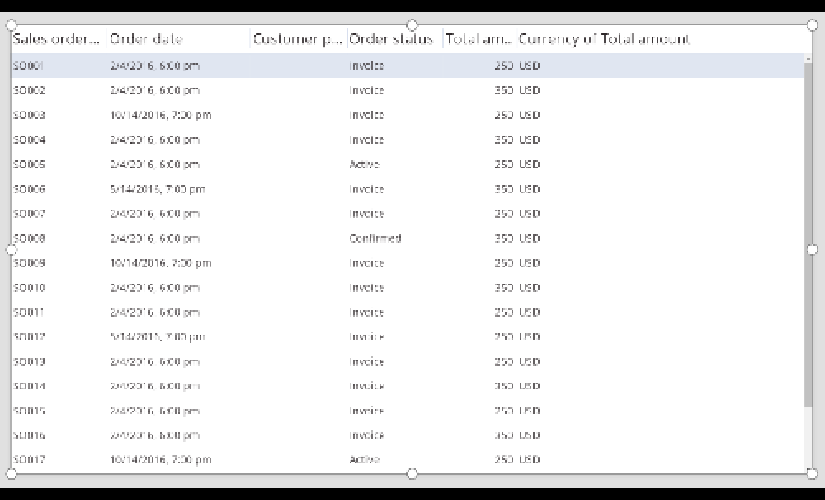 Sales order... Order date Customer p... Order status Total am... Currency of Total amount
SO001 2/4/2016, 6:00 pm Invoice 250 USD
SO002 2/4/2016, 6:00 pm Invoice 350 USD
SO003 10/14/2016, 7:00 pm Invoice 250 USD
SO004 2/4/2016, 6:00 pm Invoice 350 USD
SO005 2/4/2016, 6:00 pm Active 250 USD
SO006 5/14/2016, 7:00 pm Invoice 350 USD
SO007 2/4/2016, 6:00 pm Invoice 250 USD
SO008 2/4/2016, 6:00 pm Confirmed 350 USD
SO009 10/14/2016, 7:00 pm Invoice 250 USD
SO010 2/4/2016, 6:00 pm Invoice 350 USD
SO011 2/4/2016, 6:00 pm Invoice 250 USD
SO012 5/14/2016, 7:00 pm Invoice 250 USD
SO013 2/4/2016, 6:00 pm Invoice 250 USD
SO014 2/4/2016, 6:00 pm Invoice 350 USD
SO015 2/4/2016, 6:00 pm Invoice 250 USD
SO016 2/4/2016, 6:00 pm Invoice 350 USD
SO017 10/14/2016, 7:00 pm Active 250 USD